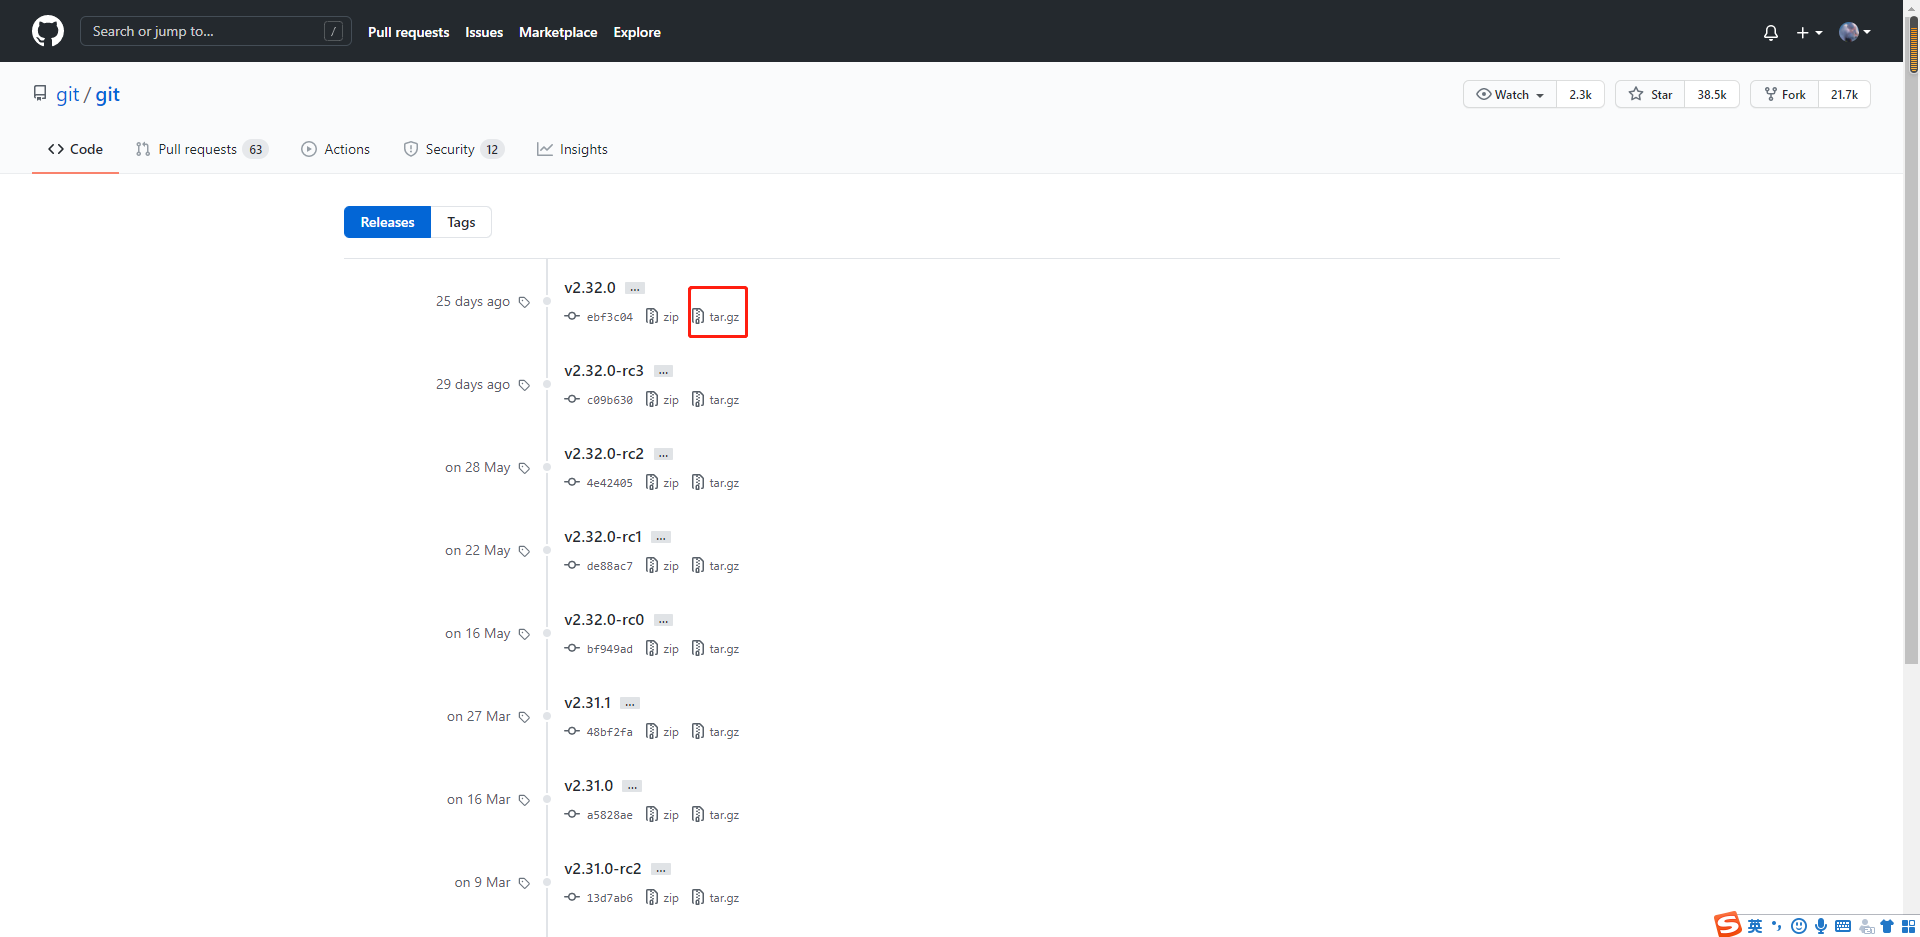 Search or jump to... /
Pull requests Issues Marketplace Explore
git / git
Watch 2.3k Star 38.5k Fork 21.7k
Code Pull requests 63 Actions Security 12 Insights
Releases Tags
25 days ago v2.32.0 ...
ebf3c04 zip tar.gz
29 days ago v2.32.0-rc3 ...
c09b630 zip tar.gz
on 28 May v2.32.0-rc2 ...
4e42405 zip tar.gz
on 22 May v2.32.0-rc1 ...
de88ac7 zip tar.gz
on 16 May v2.32.0-rc0 ...
bf949ad zip tar.gz
on 27 Mar v2.31.1 ...
48bf2fa zip tar.gz
on 16 Mar v2.31.0 ...
a5828ae zip tar.gz
on 9 Mar v2.31.0-rc2 ...
13d7ab6 zip tar.gz
S 英